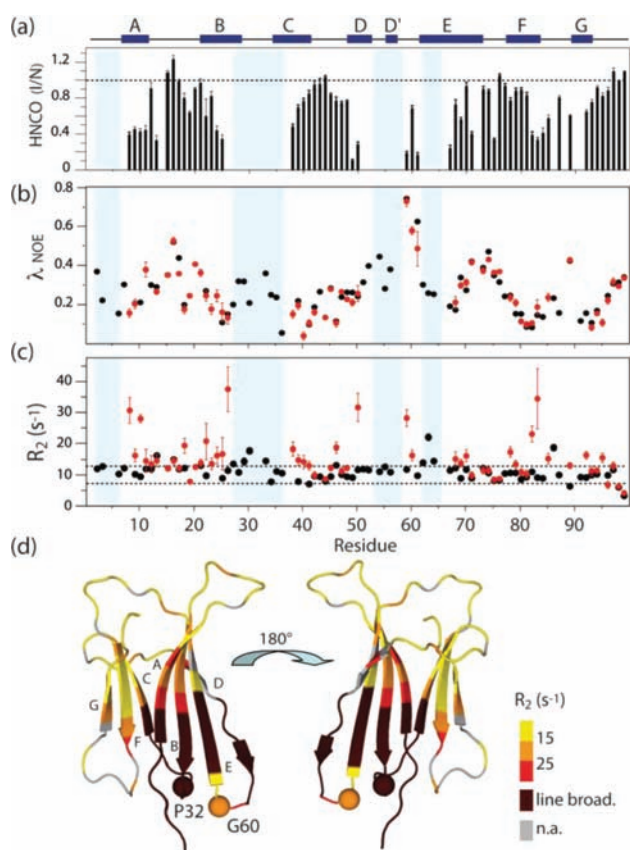 (a) A B C D D' E F G
HNCO (I/N)
1.2
0.8
0.4
0
(b)
λ NOE
0.8
0.6
0.4
0.2
(c)
R2 (s-1)
40
30
20
10
0
10 20 30 40 50 60 70 80 90
Residue
(d)
180°
A
C
D
G
F
B
E
P32
G60
R2 (s-1)
15
25
line broad.
n.a.